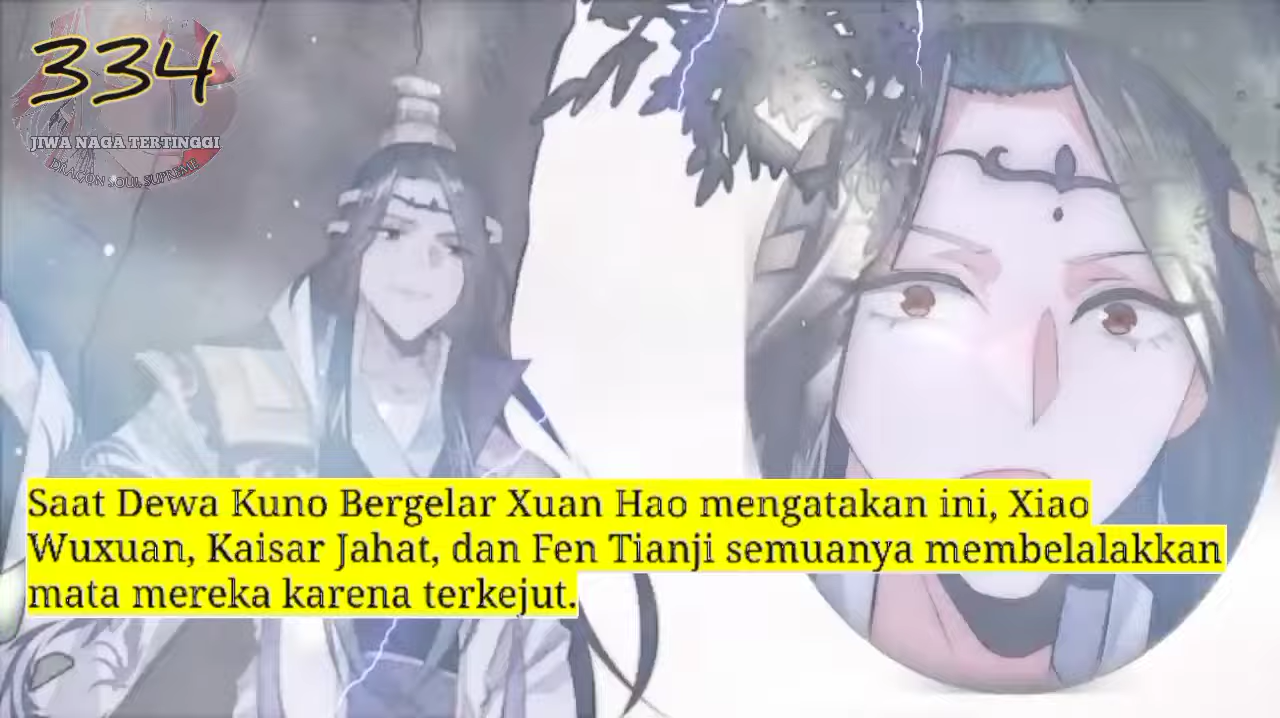 334
JIWA NAGA TERTINGGI
DRAGON SOUL SUPREME
Saat Dewa Kuno Bergelar Xuan Hao mengatakan ini, Xiao
Wuxuan, Kaisar Jahat, dan Fen Tianji semuanya membelalakkan
mata mereka karena terkejut.